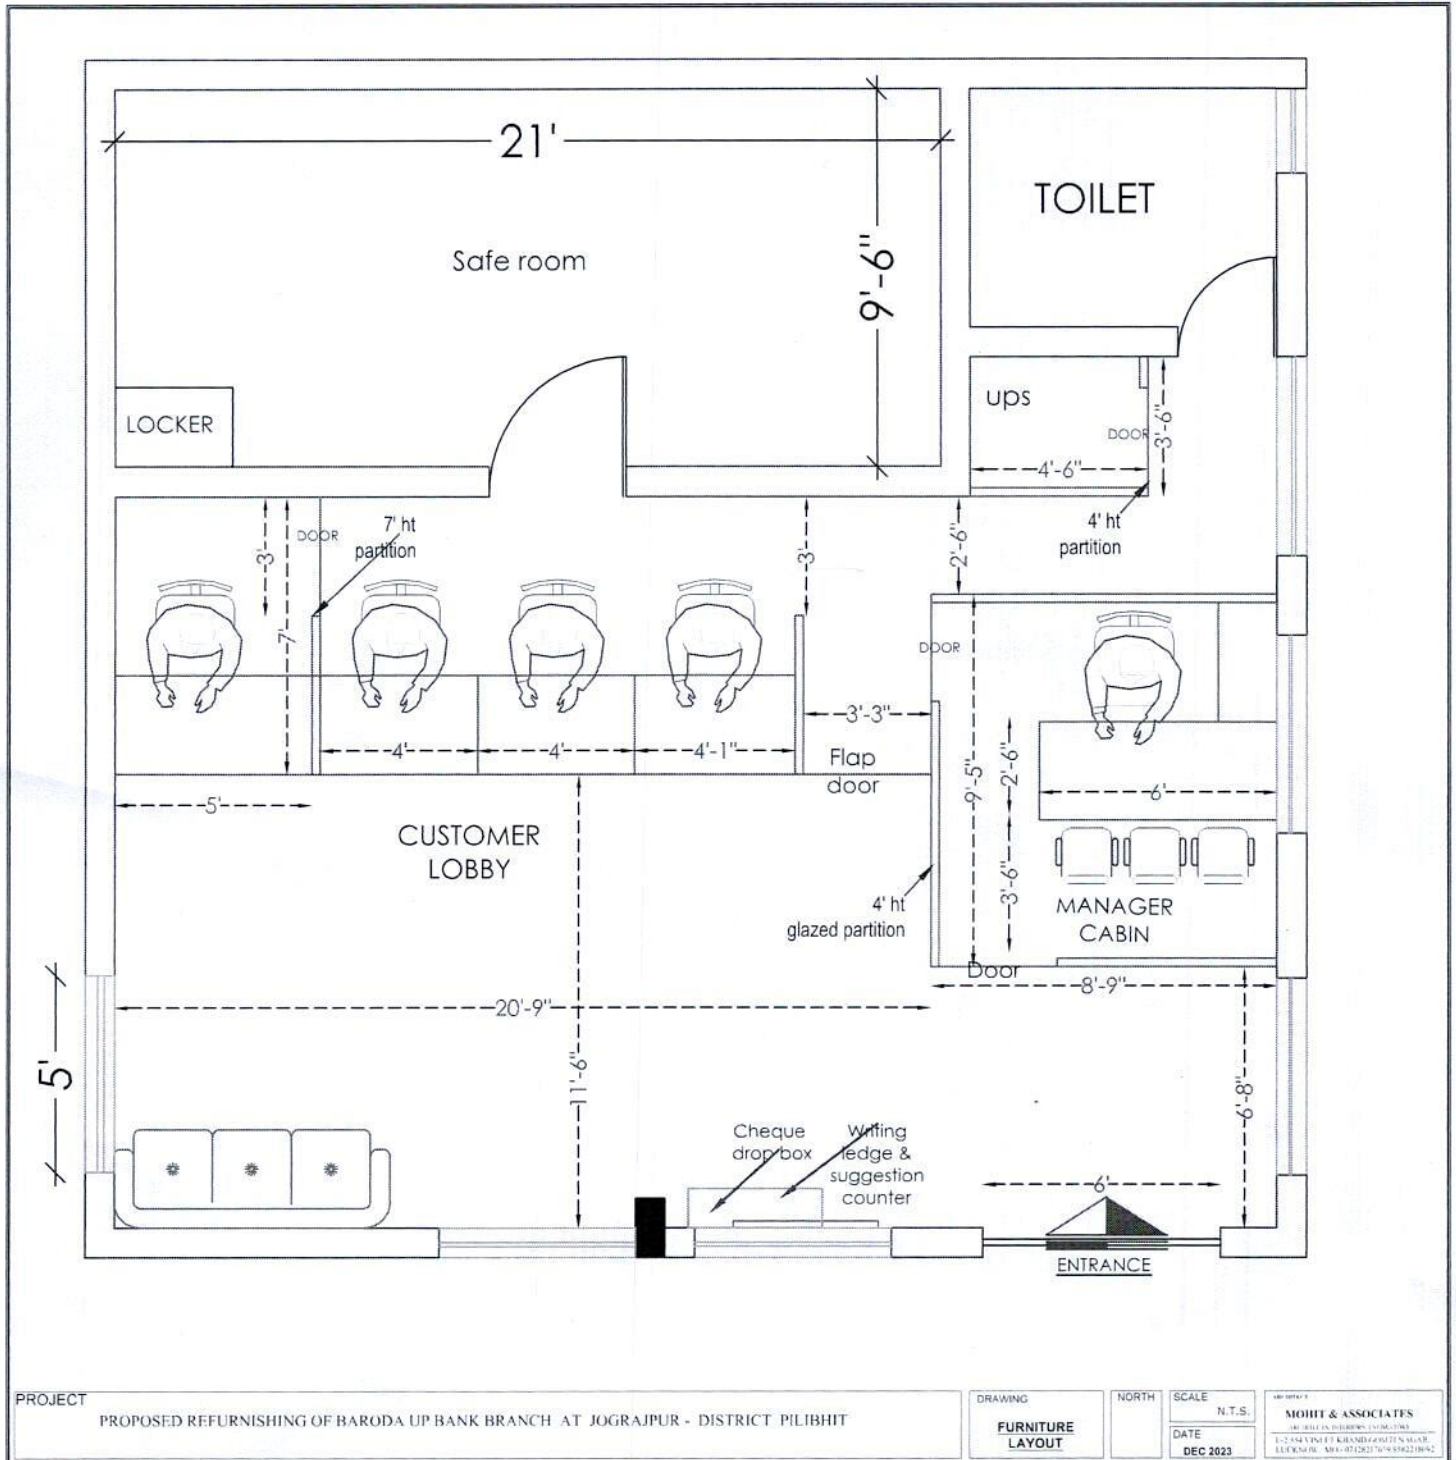 21'
TOILET
Safe room
9'-6"
LOCKER
ups
DOOR
3'-6"
4'-6"
7' ht
partition
DOOR
3'
7'
3'
2'-6"
4' ht
partition
DOOR
3'-3"
4'
4'
4'-1"
Flap
door
9'-5"
2'-6"
6'
5'
CUSTOMER
LOBBY
3'-6"
4' ht
glazed partition
MANAGER
CABIN
Door
8'-9"
20'-9"
5'
11'-6"
6'-8"
Cheque
drop box
Writing
ledge &
suggestion
counter
6'
ENTRANCE
PROJECT
PROPOSED REFURNISHING OF BARODA UP BANK BRANCH AT JOGRAJPUR - DISTRICT PILIBHIT
DRAWING
FURNITURE
LAYOUT
NORTH
SCALE
N.T.S.
DATE
DEC 2023
ARCHITECT
MOHIT & ASSOCIATES